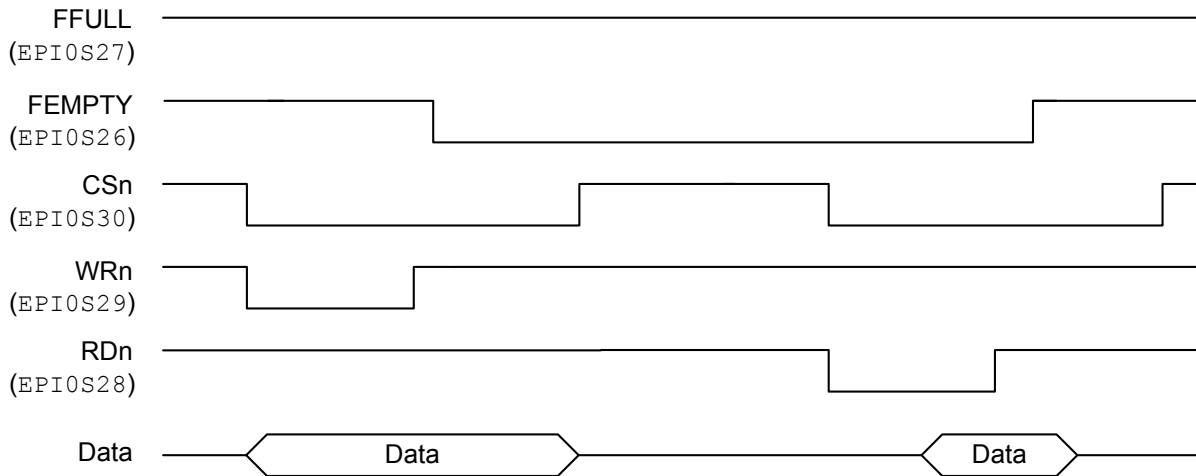 FFULL
(EPI0S27)
FEMPTY
(EPI0S26)
CSn
(EPI0S30)
WRn
(EPI0S29)
RDn
(EPI0S28)
Data Data Data